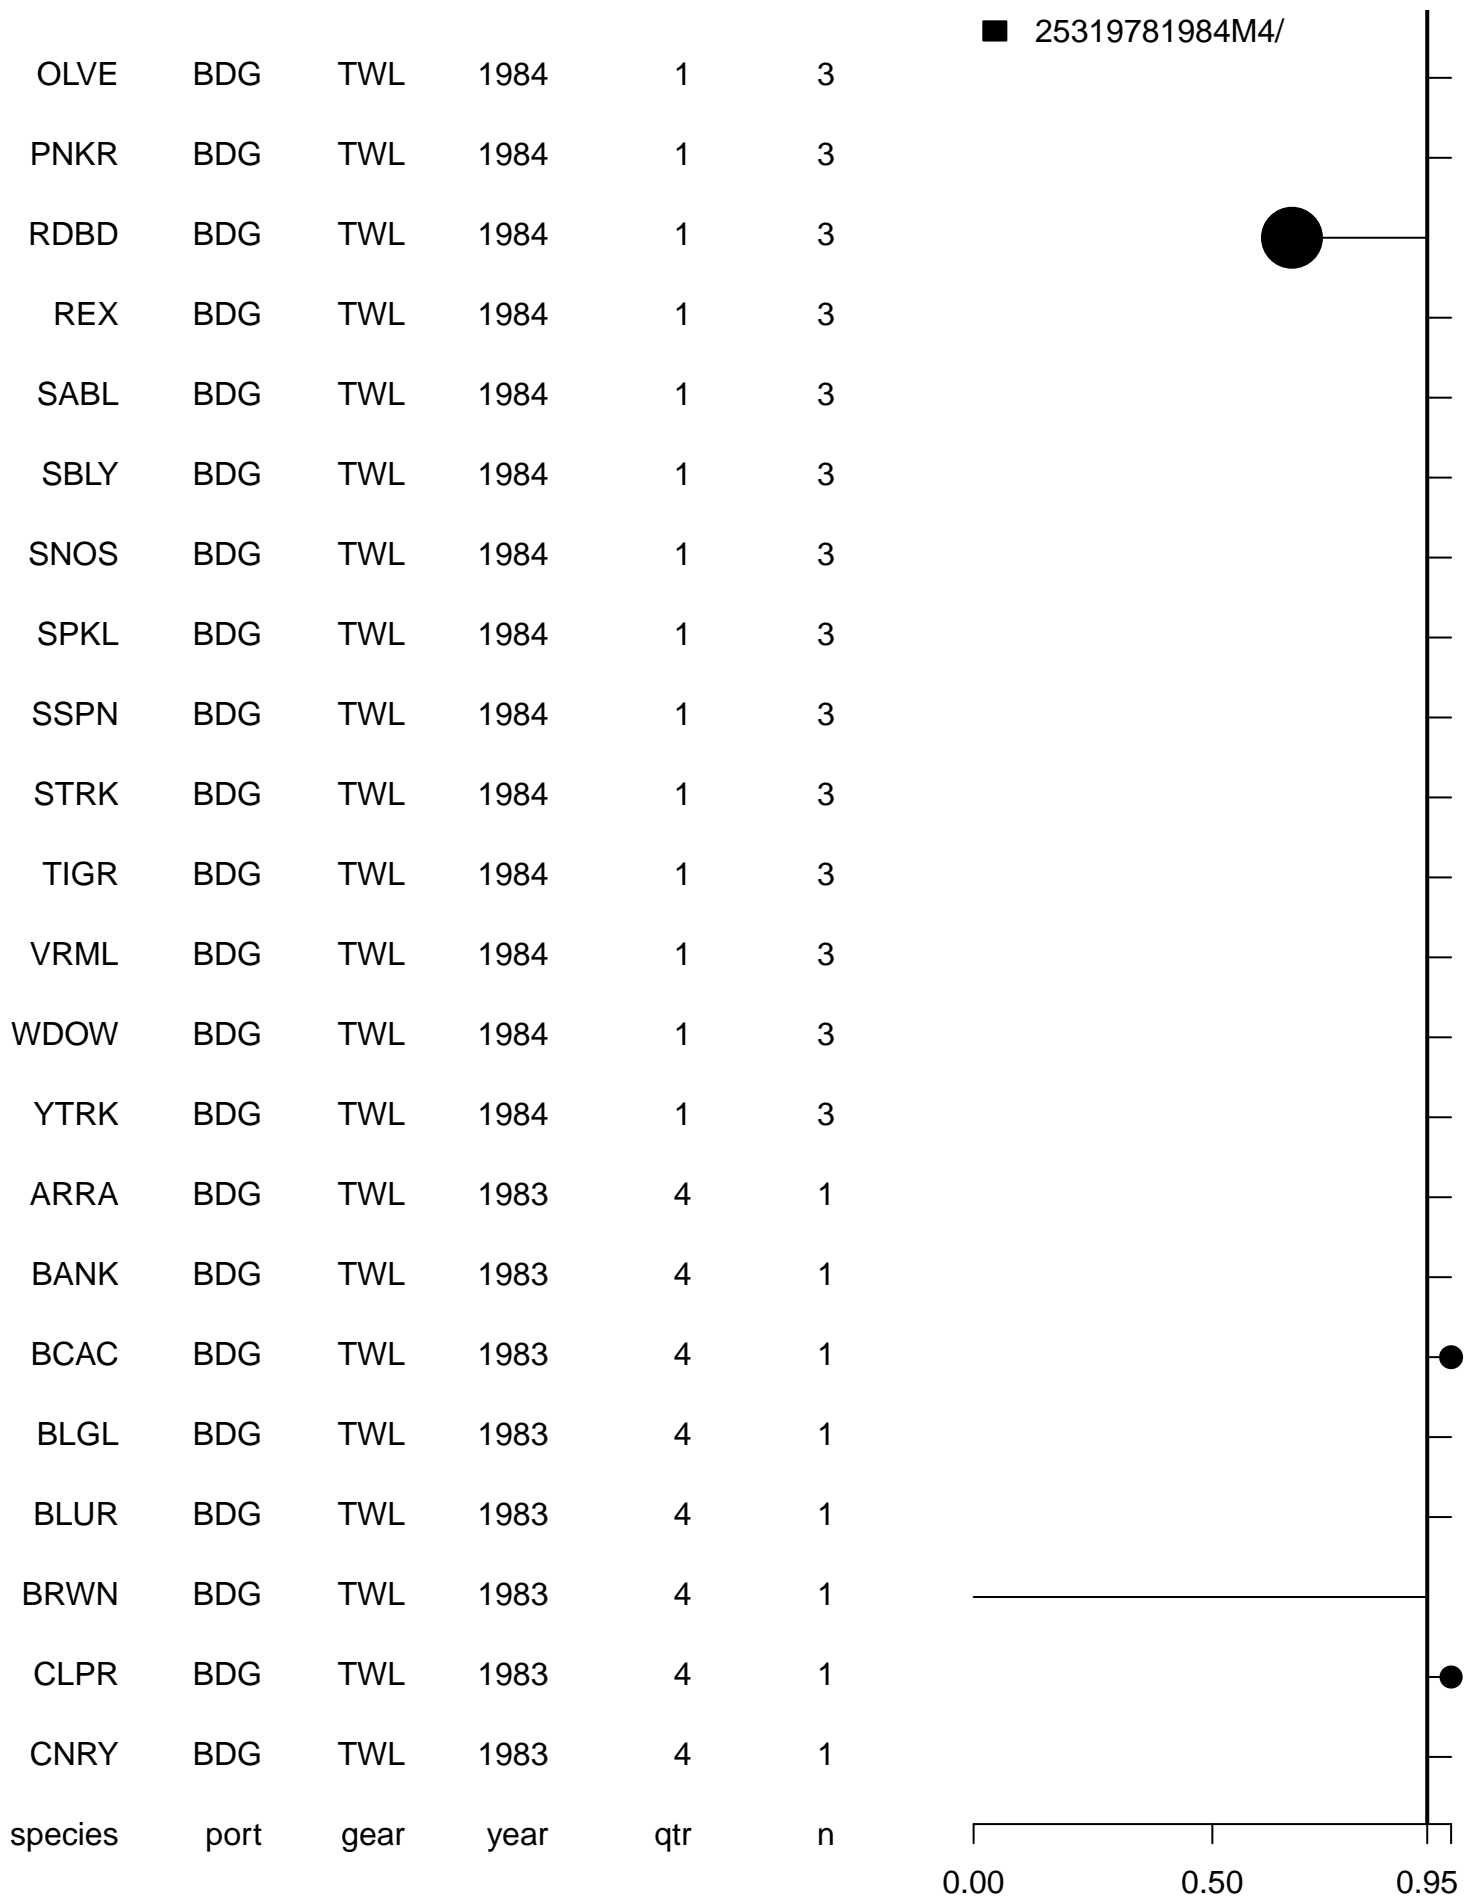 25319781984M4/
OLVE BDG TWL 1984 1 3
PNKR BDG TWL 1984 1 3
RDBD BDG TWL 1984 1 3
REX BDG TWL 1984 1 3
SABL BDG TWL 1984 1 3
SBLY BDG TWL 1984 1 3
SNOS BDG TWL 1984 1 3
SPKL BDG TWL 1984 1 3
SSPN BDG TWL 1984 1 3
STRK BDG TWL 1984 1 3
TIGR BDG TWL 1984 1 3
VRML BDG TWL 1984 1 3
WDOW BDG TWL 1984 1 3
YTRK BDG TWL 1984 1 3
ARRA BDG TWL 1983 4 1
BANK BDG TWL 1983 4 1
BCAC BDG TWL 1983 4 1
BLGL BDG TWL 1983 4 1
BLUR BDG TWL 1983 4 1
BRWN BDG TWL 1983 4 1
CLPR BDG TWL 1983 4 1
CNRY BDG TWL 1983 4 1
species port gear year qtr n
0.00 0.50 0.95